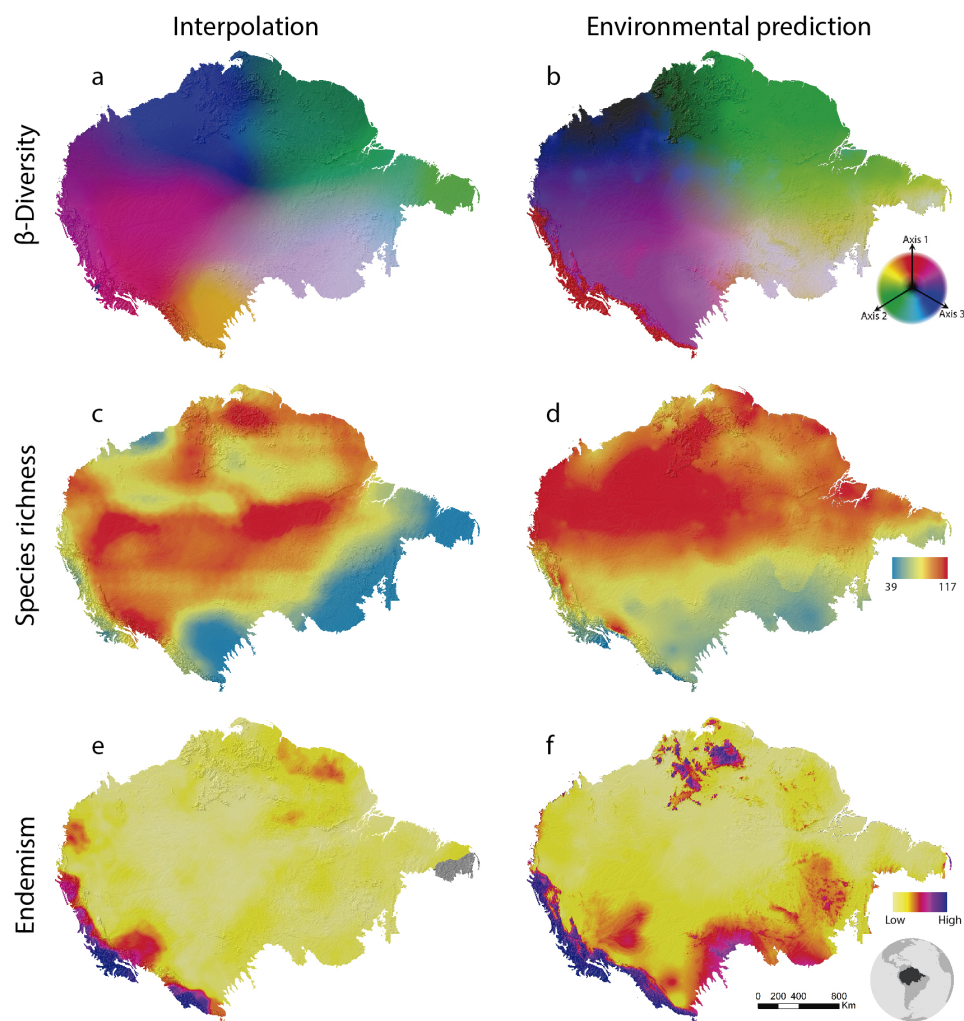 Interpolation
Environmental prediction
β-Diversity
a
b
Axis 1
Axis 2
Axis 3
Species richness
c
d
39
117
Endemism
e
f
Low
High
0 200 400 800
Km